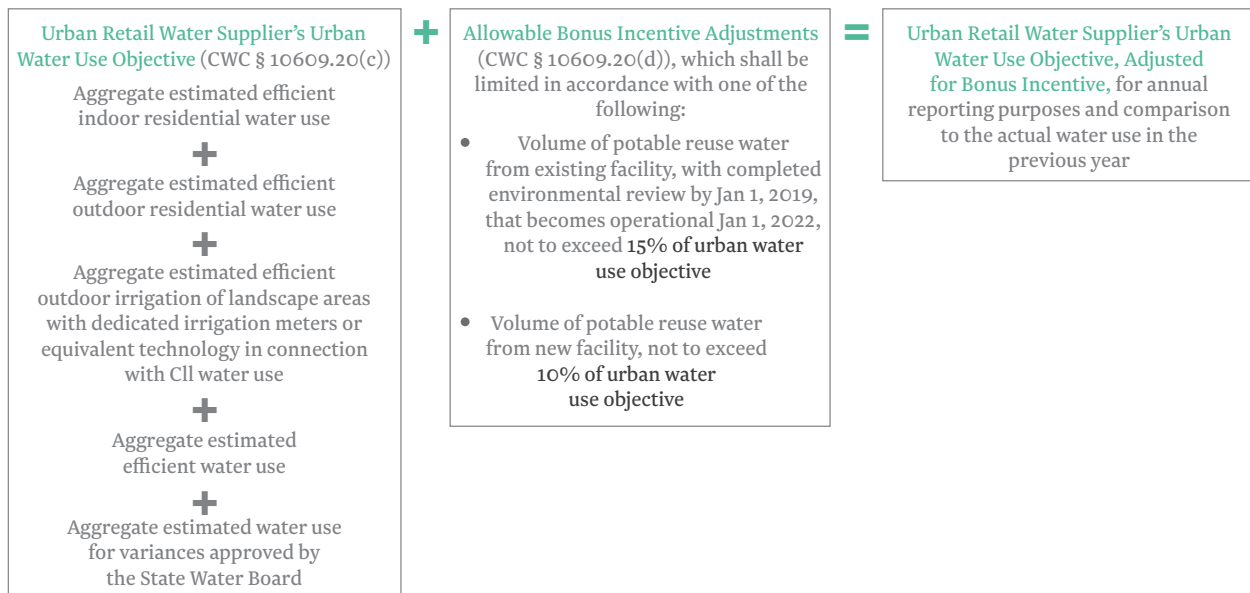 Urban Retail Water Supplier’s Urban
Water Use Objective (CWC § 10609.20(c))
Aggregate estimated efficient
indoor residential water use
+
Aggregate estimated efficient
outdoor residential water use
+
Aggregate estimated efficient
outdoor irrigation of landscape areas
with dedicated irrigation meters or
equivalent technology in connection
with Cll water use
+
Aggregate estimated
efficient water use
+
Aggregate estimated water use
for variances approved by
the State Water Board
+
Allowable Bonus Incentive Adjustments
(CWC § 10609.20(d)), which shall be
limited in accordance with one of the
following:
• Volume of potable reuse water
from existing facility, with completed
environmental review by Jan 1, 2019,
that becomes operational Jan 1, 2022,
not to exceed 15% of urban water
use objective
• Volume of potable reuse water
from new facility, not to exceed
10% of urban water
use objective
=
Urban Retail Water Supplier’s Urban
Water Use Objective, Adjusted
for Bonus Incentive, for annual
reporting purposes and comparison
to the actual water use in the
previous year